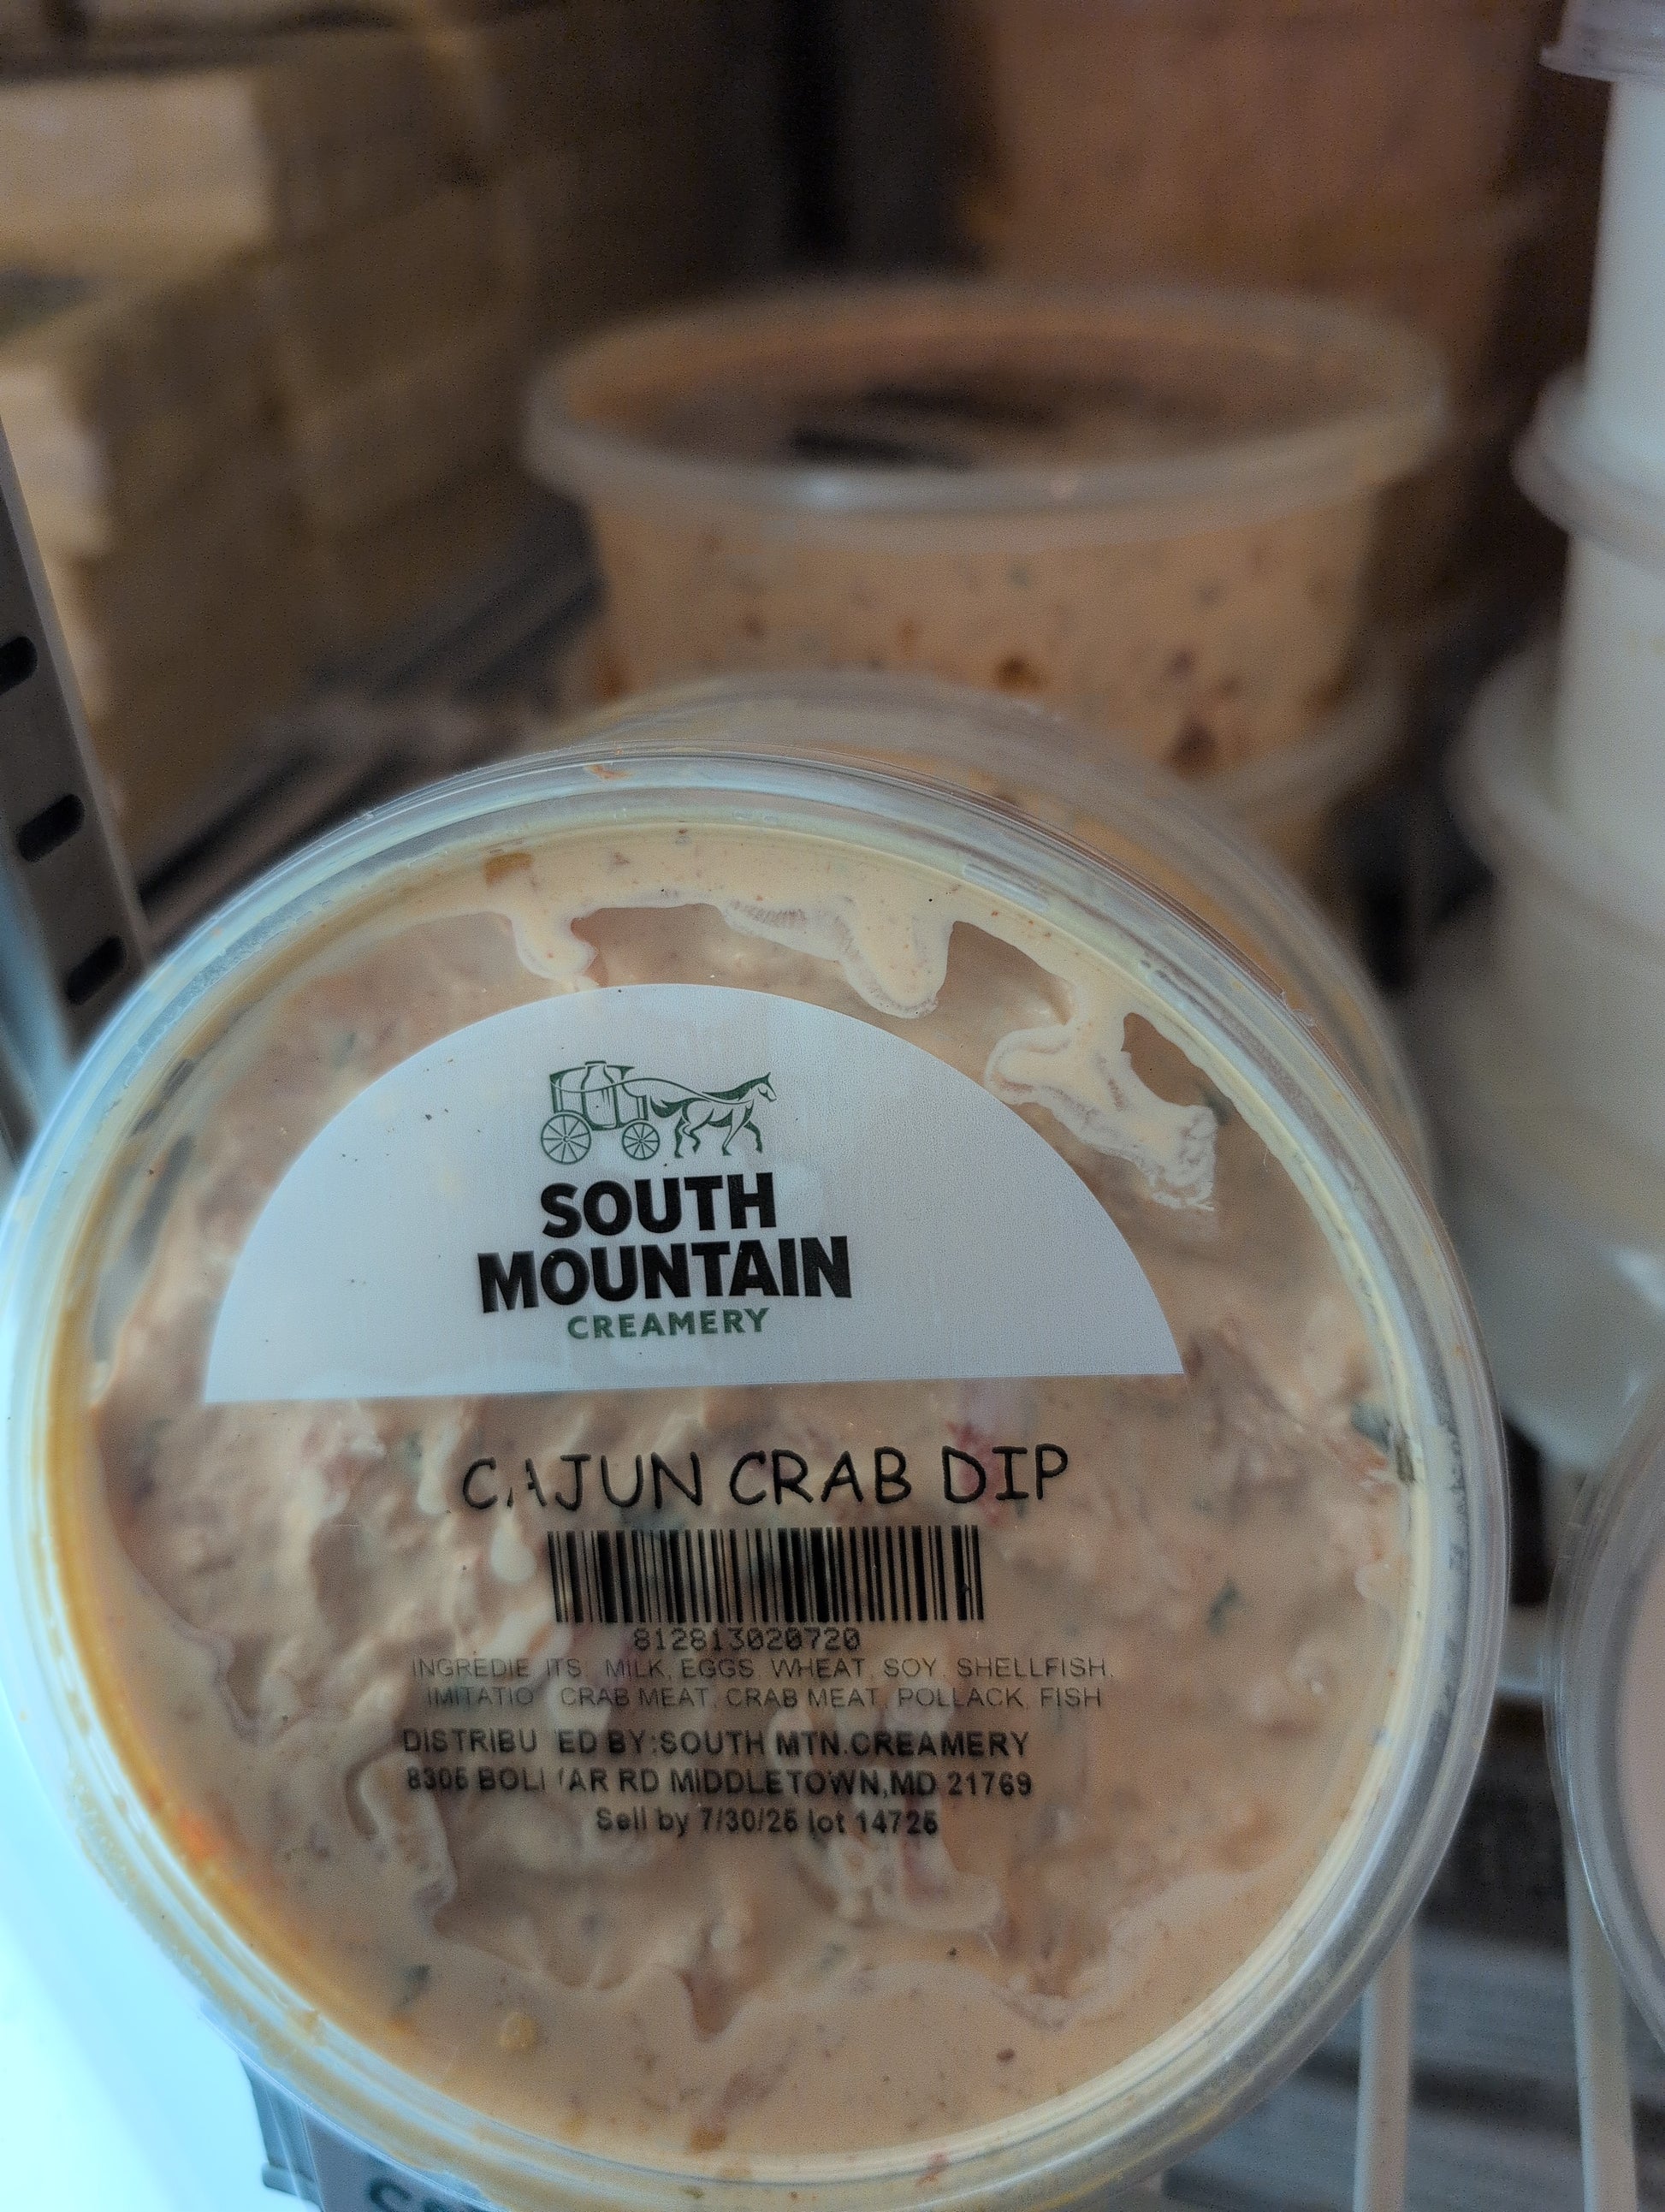 SOUTH
MOUNTAIN
CREAMERY
CAJUN CRAB DIP
812813020720
INGREDIE ITS: MILK, EGGS, WHEAT, SOY, SHELLFISH,
IMITATIO CRAB MEAT, CRAB MEAT, POLLACK, FISH
DISTRIBU ED BY:SOUTH MTN.CREAMERY
8305 BOLI AR RD MIDDLETOWN,MD 21769
Sell by 7/30/25 lot 14725